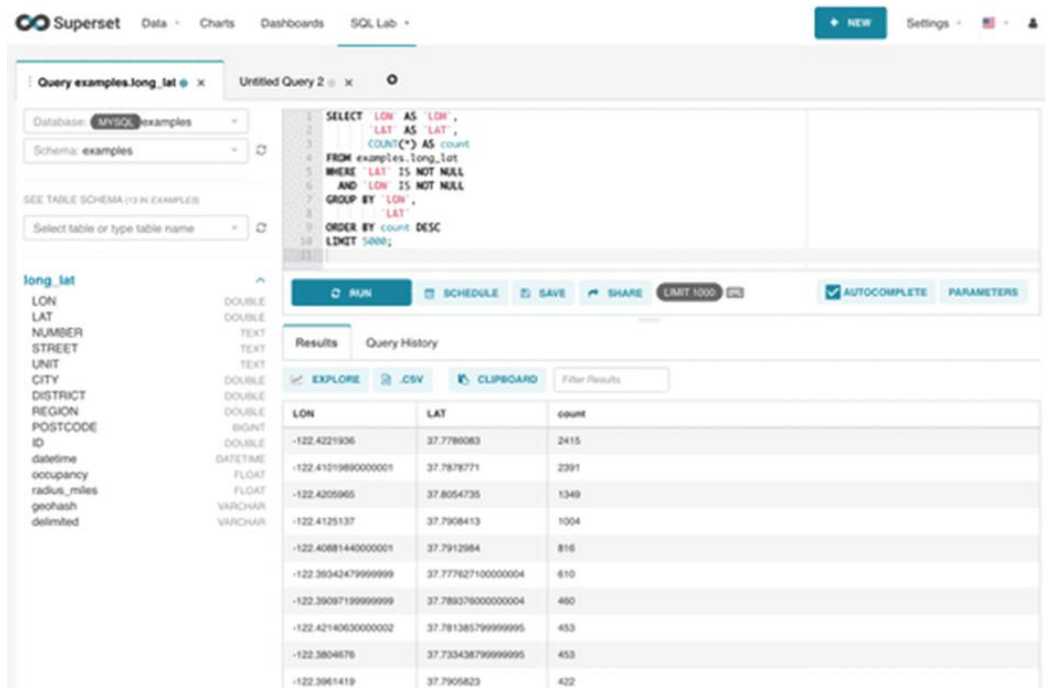 Superset Data Charts Dashboards SQL Lab + NEW Settings
Query examples.long_lat × Untitled Query 2 ×
Database: MYSQL examples
Schema: examples
SEE TABLE SCHEMA (13 IN EXAMPLES)
Select table or type table name
long_lat
LON DOUBLE
LAT DOUBLE
NUMBER TEXT
STREET TEXT
UNIT TEXT
CITY DOUBLE
DISTRICT DOUBLE
REGION DOUBLE
POSTCODE BIGINT
ID DOUBLE
datetime DATETIME
occupancy FLOAT
radius_miles FLOAT
geohash VARCHAR
delimited VARCHAR
1 SELECT `LON` AS `LON`,
2 `LAT` AS `LAT`,
3 COUNT(*) AS count
4 FROM examples.long_lat
5 WHERE `LAT` IS NOT NULL
6 AND `LON` IS NOT NULL
7 GROUP BY `LON`,
8 `LAT`
9 ORDER BY count DESC
10 LIMIT 5000;
11
RUN SCHEDULE SAVE SHARE LIMIT 1000 AUTOCOMPLETE PARAMETERS
Results Query History
EXPLORE .CSV CLIPBOARD Filter Results
LON LAT count
-122.4221936 37.7786083 2415
-122.41019890000001 37.7878771 2391
-122.4205965 37.8054735 1349
-122.4125137 37.7908413 1004
-122.40881440000001 37.7912984 816
-122.39342479999999 37.777627100000004 610
-122.39097199999999 37.789376000000004 460
-122.42140630000002 37.781385799999995 453
-122.3804676 37.733438799999995 453
-122.3961419 37.7905823 422